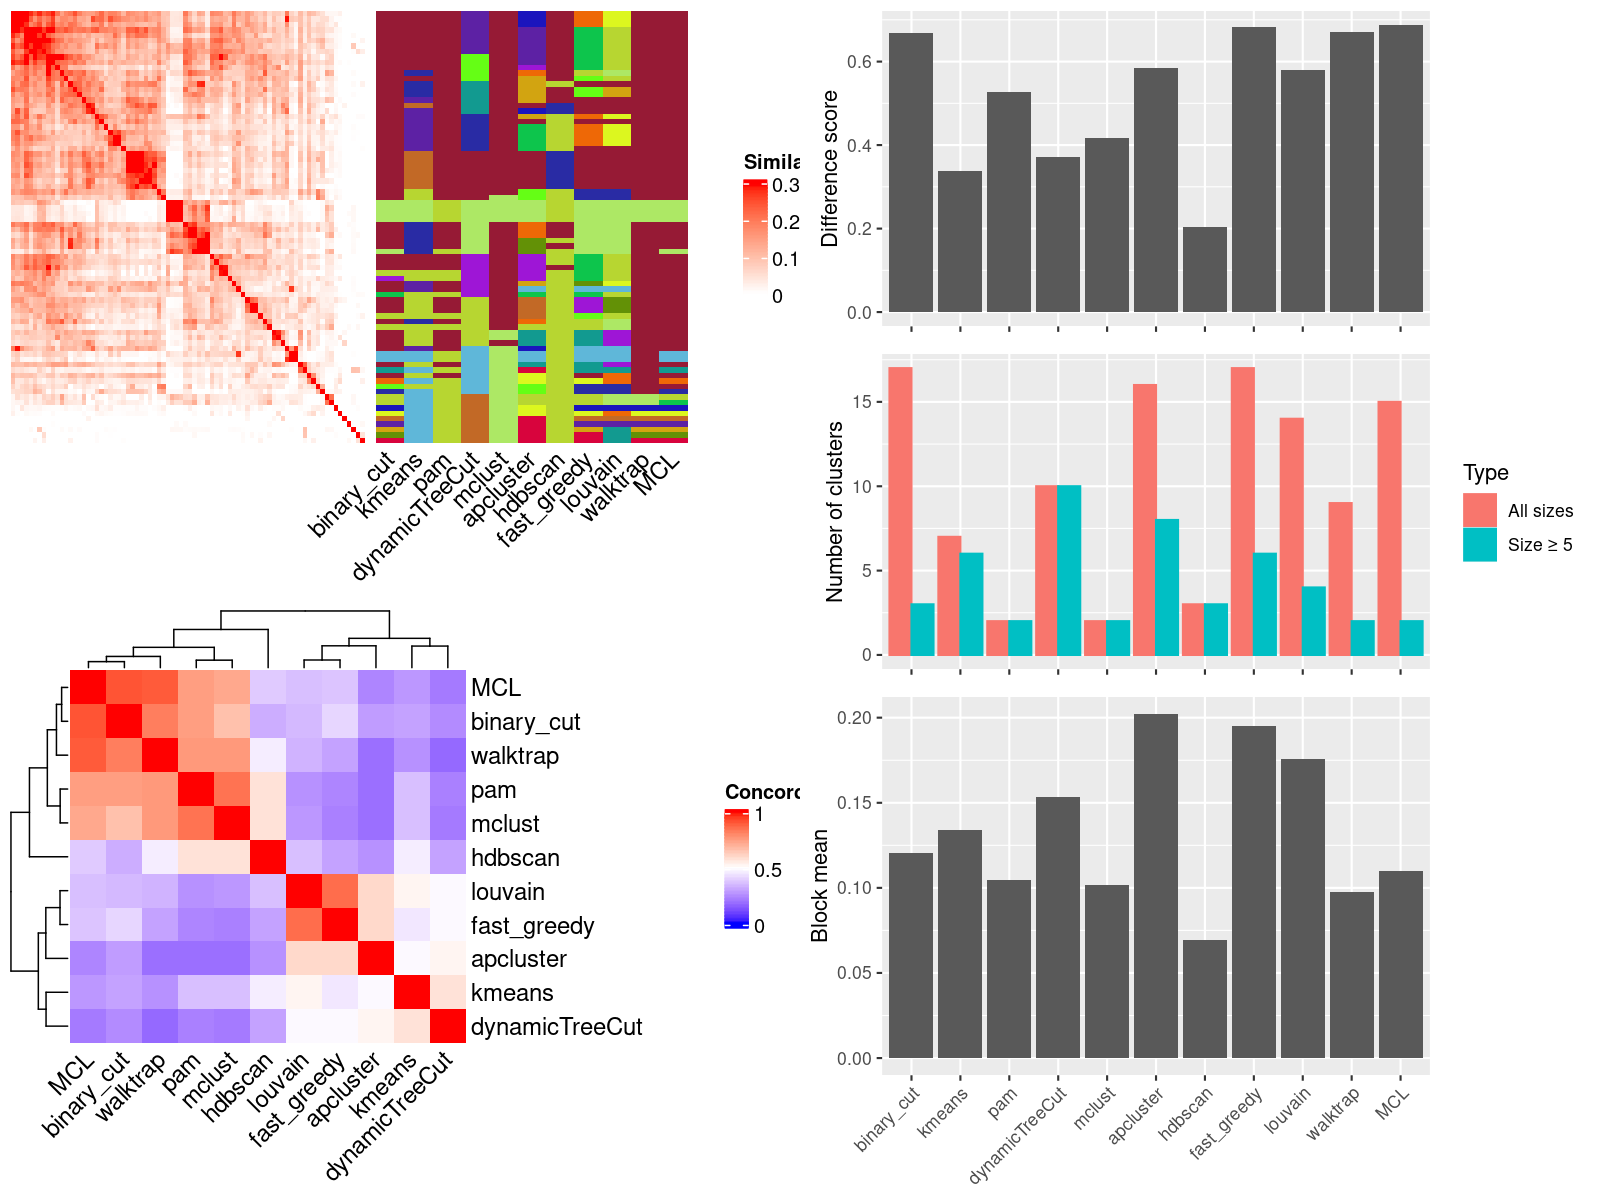 Simila
0.3
0.2
0.1
0
binary_cut
kmeans
pam
dynamicTreeCut
mclust
apcluster
hdbscan
fast_greedy
louvain
walktrap
MCL
Difference score
0.6
0.4
0.2
0.0
Number of clusters
15
10
5
0
Type
All sizes
Size ≥ 5
MCL
binary_cut
walktrap
pam
mclust
hdbscan
louvain
fast_greedy
apcluster
kmeans
dynamicTreeCut
MCL
binary_cut
walktrap
pam
mclust
hdbscan
louvain
fast_greedy
apcluster
kmeans
dynamicTreeCut
Concord
1
0.5
0
Block mean
0.20
0.15
0.10
0.05
0.00
binary_cut
kmeans
pam
dynamicTreeCut
mclust
apcluster
hdbscan
fast_greedy
louvain
walktrap
MCL